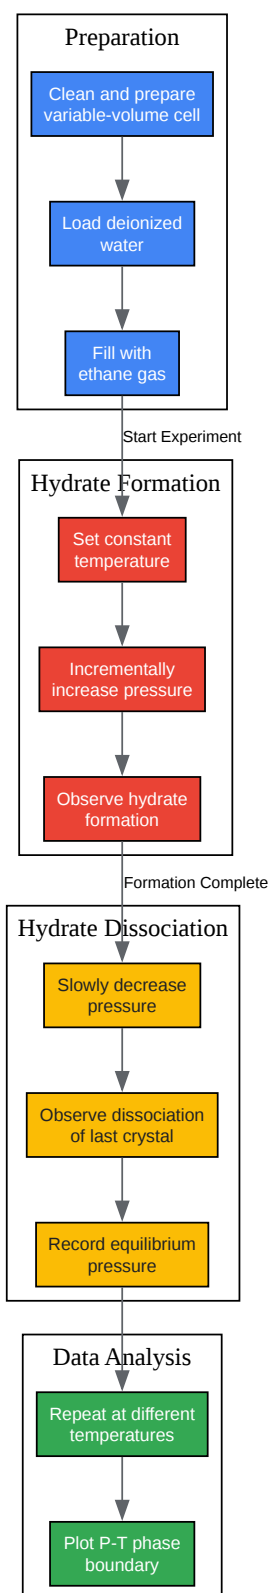 Preparation
Clean and prepare
variable-volume cell
Load deionized
water
Fill with
ethane gas
Start Experiment
Hydrate Formation
Set constant
temperature
Incrementally
increase pressure
Observe hydrate
formation
Formation Complete
Hydrate Dissociation
Slowly decrease
pressure
Observe dissociation
of last crystal
Record equilibrium
pressure
Data Analysis
Repeat at different
temperatures
Plot P-T phase
boundary